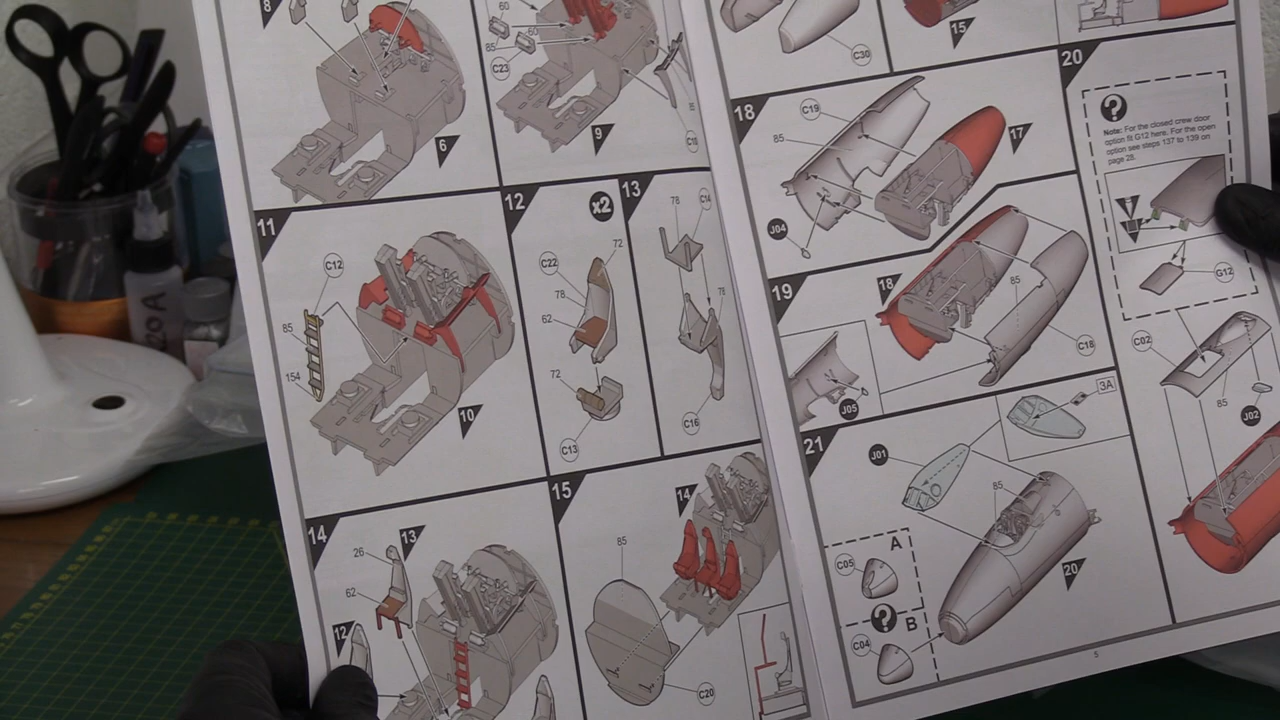 8
6
60
60
85
C23
9
C10
11
C12
85
154
10
12
x2
C22
72
78
62
72
C13
13
78
C14
C16
14
13
26
62
12
15
14
85
C20
C30
15
18
C19
85
17
J04
19
18
85
C18
J05
20
?
Note: For the closed crew door
option fit G12 here. For the open
option see steps 137 to 139 on
page 28.
G12
C02
85
J02
21
3A
J01
85
A
C05
?
B
C04
20
5
20 A